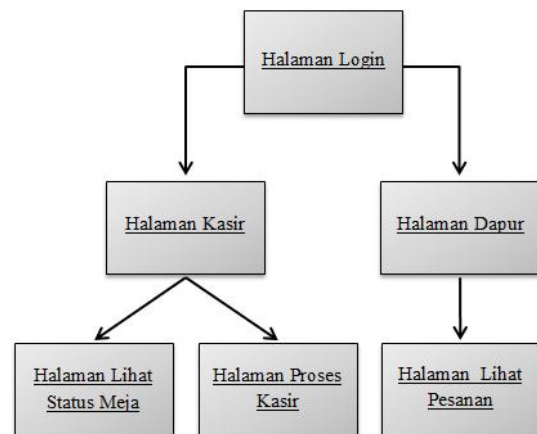 Halaman Login
Halaman Kasir
Halaman Dapur
Halaman Lihat
Status Meja
Halaman Proses
Kasir
Halaman Lihat
Pesanan